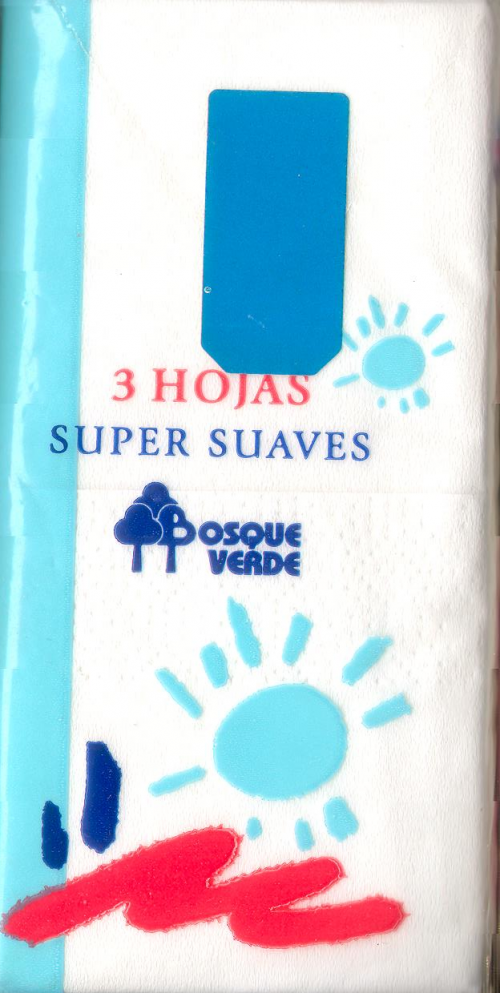 3 HOJAS
SUPER SUAVES
BOSQUE
VERDE